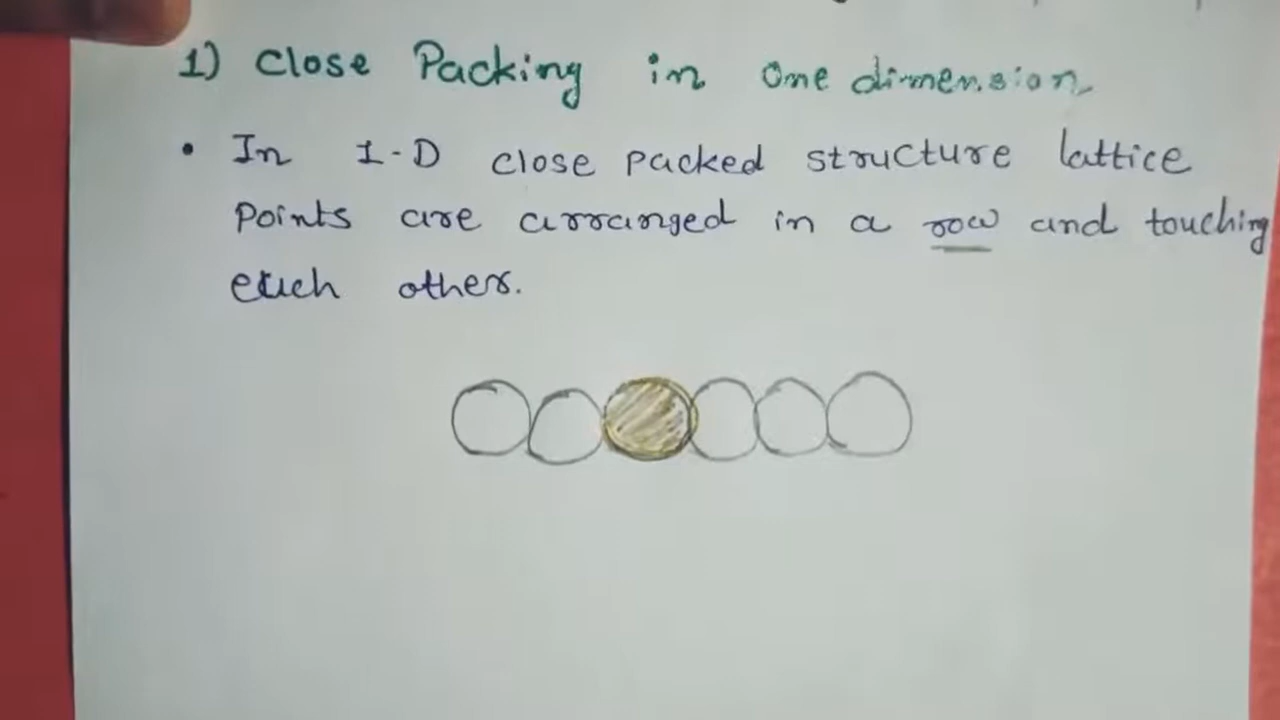 1) Close Packing in one dimension
• In 1-D close packed structure lattice
Points are arranged in a row and touching
each other.